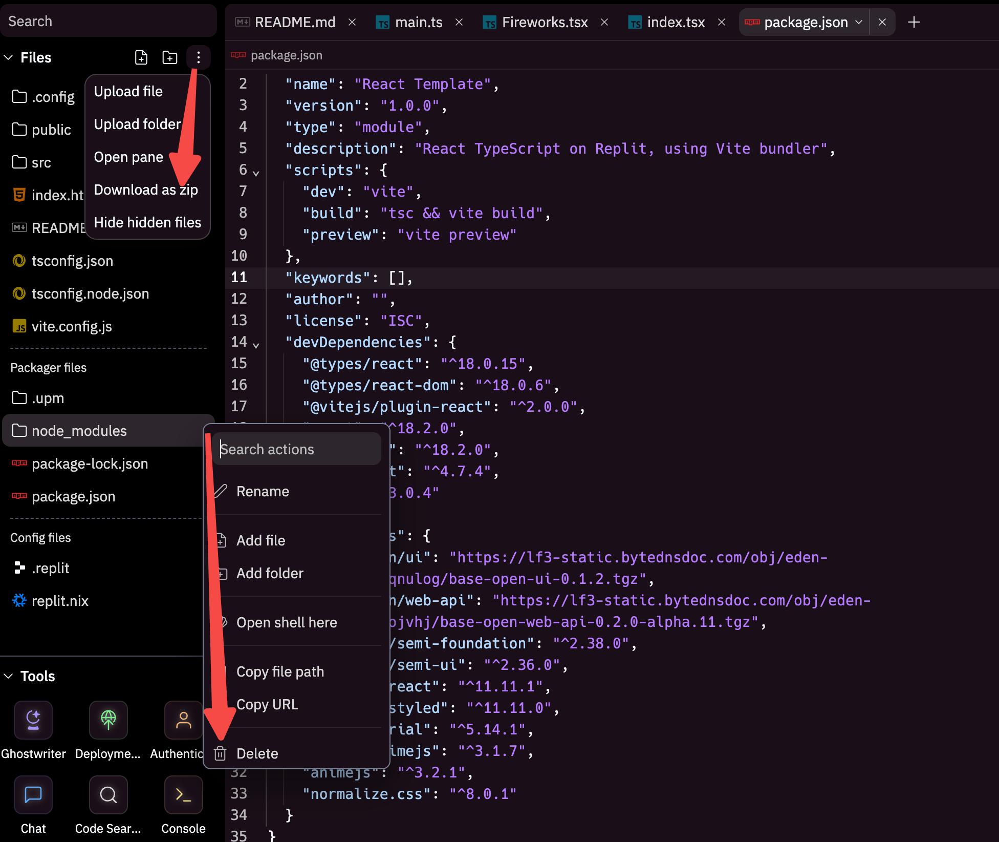 Search
Files
Upload file
Upload folder
Open pane
Download as zip
Hide hidden files
.config
public
src
index.ht
README
tsconfig.json
tsconfig.node.json
JS vite.config.js
Packager files
.upm
node_modules
npm package-lock.json
npm package.json
Config files
.replit
replit.nix
Tools
Ghostwriter
Deployme...
Authentic
Chat
Code Sear...
Console
README.md
TS main.ts
TS Fireworks.tsx
TS index.tsx
npm package.json
npm package.json
2 "name": "React Template",
3 "version": "1.0.0",
4 "type": "module",
5 "description": "React TypeScript on Replit, using Vite bundler",
6 "scripts": {
7 "dev": "vite",
8 "build": "tsc && vite build",
9 "preview": "vite preview"
10 },
11 "keywords": [],
12 "author": "",
13 "license": "ISC",
14 "devDependencies": {
15 "@types/react": "^18.0.15",
16 "@types/react-dom": "^18.0.6",
17 "@vitejs/plugin-react": "^2.0.0",
^18.2.0",
": "^18.2.0",
t": "^4.7.4",
3.0.4"
s": {
n/ui": "https://lf3-static.bytednsdoc.com/obj/eden-
qnulog/base-open-ui-0.1.2.tgz",
n/web-api": "https://lf3-static.bytednsdoc.com/obj/eden-
ojvhj/base-open-web-api-0.2.0-alpha.11.tgz",
/semi-foundation": "^2.38.0",
/semi-ui": "^2.36.0",
react": "^11.11.1",
styled": "^11.11.0",
rial": "^5.14.1",
imejs": "^3.1.7",
32 "animejs": "^3.2.1",
33 "normalize.css": "^8.0.1"
34 }
35 }
Search actions
Rename
Add file
Add folder
Open shell here
Copy file path
Copy URL
Delete